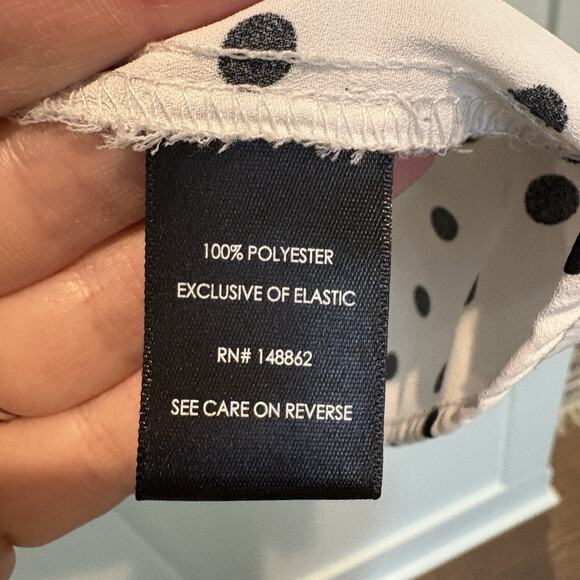 100% POLYESTER
EXCLUSIVE OF ELASTIC
RN# 148862
SEE CARE ON REVERSE